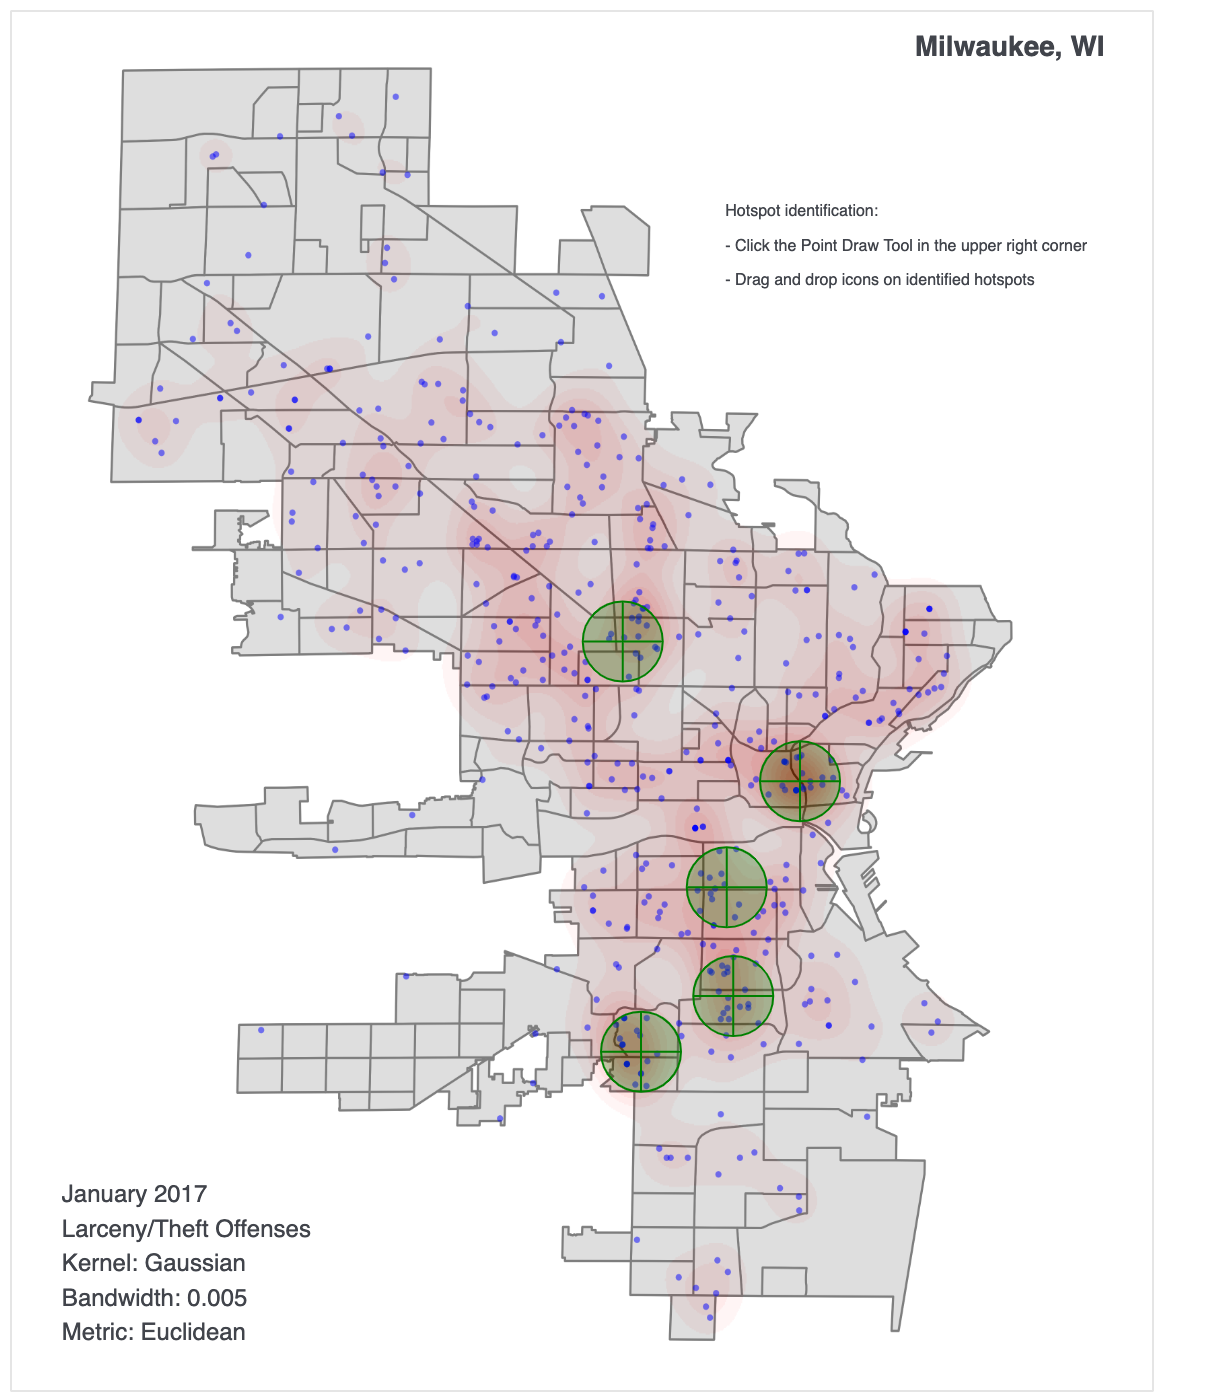 Milwaukee, WI
Hotspot identification:
- Click the Point Draw Tool in the upper right corner
- Drag and drop icons on identified hotspots
January 2017
Larceny/Theft Offenses
Kernel: Gaussian
Bandwidth: 0.005
Metric: Euclidean